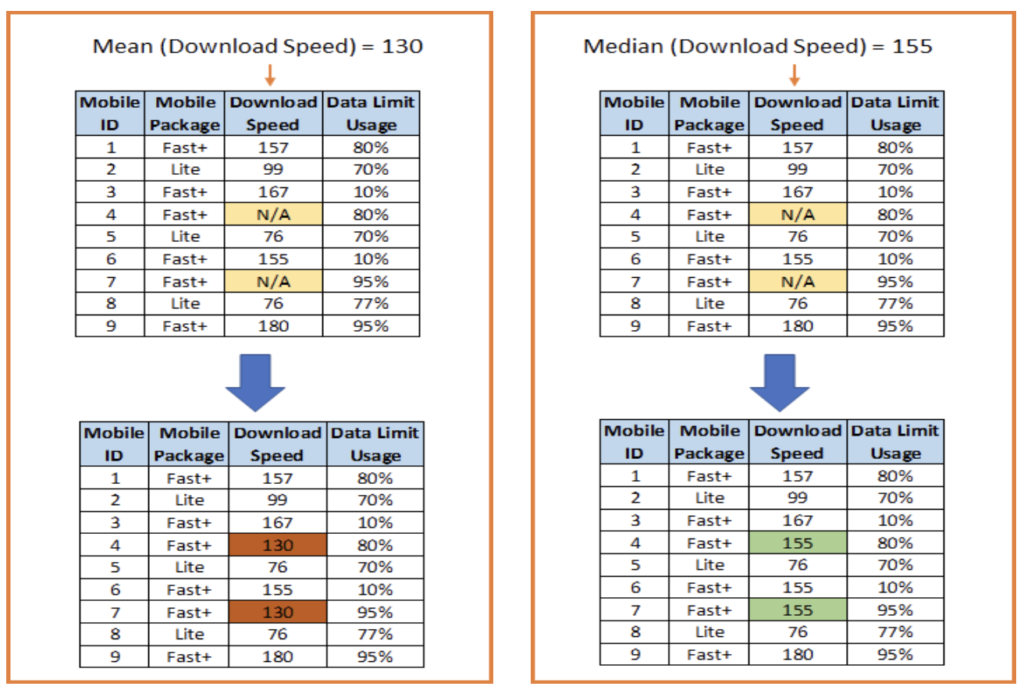 Mean (Download Speed) = 130
Mobile ID Mobile Package Download Speed Data Limit Usage
1 Fast+ 157 80%
2 Lite 99 70%
3 Fast+ 167 10%
4 Fast+ N/A 80%
5 Lite 76 70%
6 Fast+ 155 10%
7 Fast+ N/A 95%
8 Lite 76 77%
9 Fast+ 180 95%
Mobile ID Mobile Package Download Speed Data Limit Usage
1 Fast+ 157 80%
2 Lite 99 70%
3 Fast+ 167 10%
4 Fast+ 130 80%
5 Lite 76 70%
6 Fast+ 155 10%
7 Fast+ 130 95%
8 Lite 76 77%
9 Fast+ 180 95%
Median (Download Speed) = 155
Mobile ID Mobile Package Download Speed Data Limit Usage
1 Fast+ 157 80%
2 Lite 99 70%
3 Fast+ 167 10%
4 Fast+ N/A 80%
5 Lite 76 70%
6 Fast+ 155 10%
7 Fast+ N/A 95%
8 Lite 76 77%
9 Fast+ 180 95%
Mobile ID Mobile Package Download Speed Data Limit Usage
1 Fast+ 157 80%
2 Lite 99 70%
3 Fast+ 167 10%
4 Fast+ 155 80%
5 Lite 76 70%
6 Fast+ 155 10%
7 Fast+ 155 95%
8 Lite 76 77%
9 Fast+ 180 95%